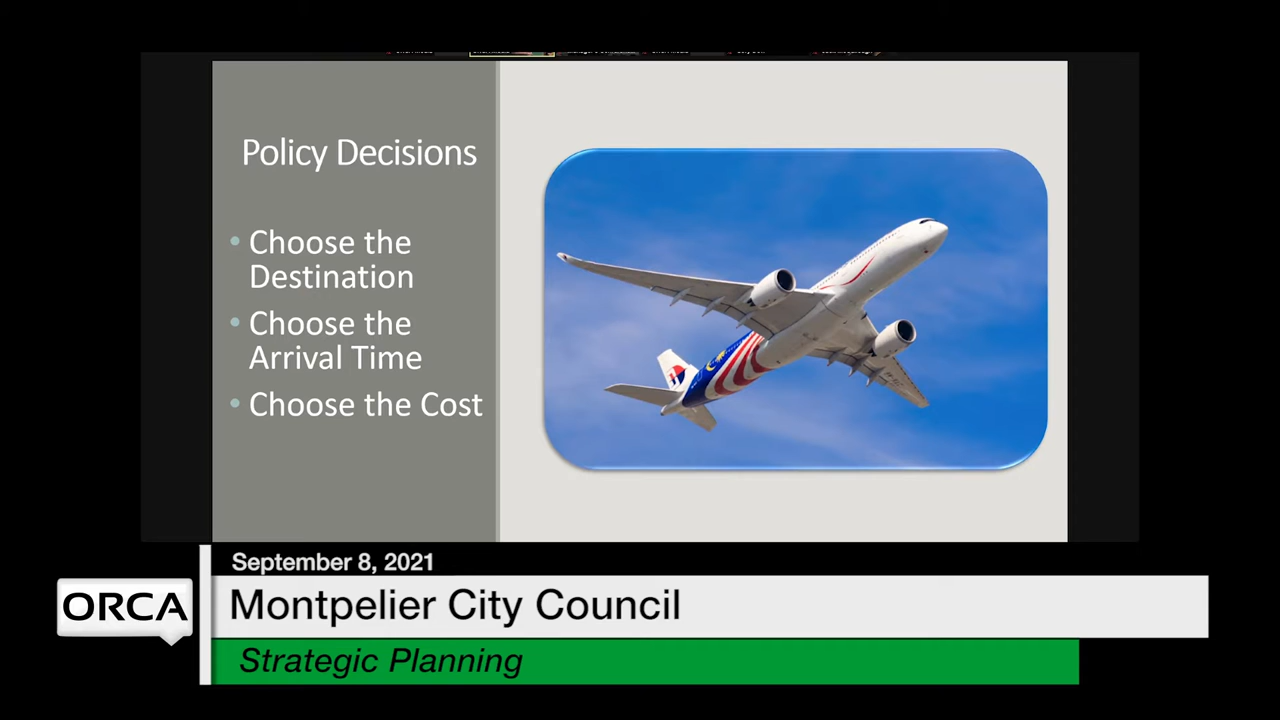 Policy Decisions
• Choose the
Destination
• Choose the
Arrival Time
• Choose the Cost
September 8, 2021
ORCA
Montpelier City Council
Strategic Planning